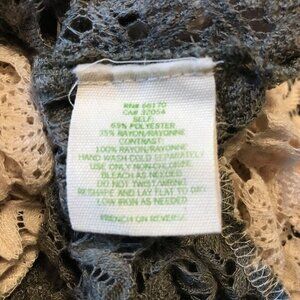 RN# 66170
CA# 32054
SELF:
65% POLYESTER
35% RAYON/RAYONNE
CONTRAST:
100% RAYON/RAYONNE
HAND WASH COLD SEPARATELY
USE ONLY NON-CHLORINE
BLEACH AS NEEDED
DO NOT TWIST/WRING
RESHAPE AND LAY FLAT TO DRY
LOW IRON AS NEEDED
FRENCH ON REVERSE